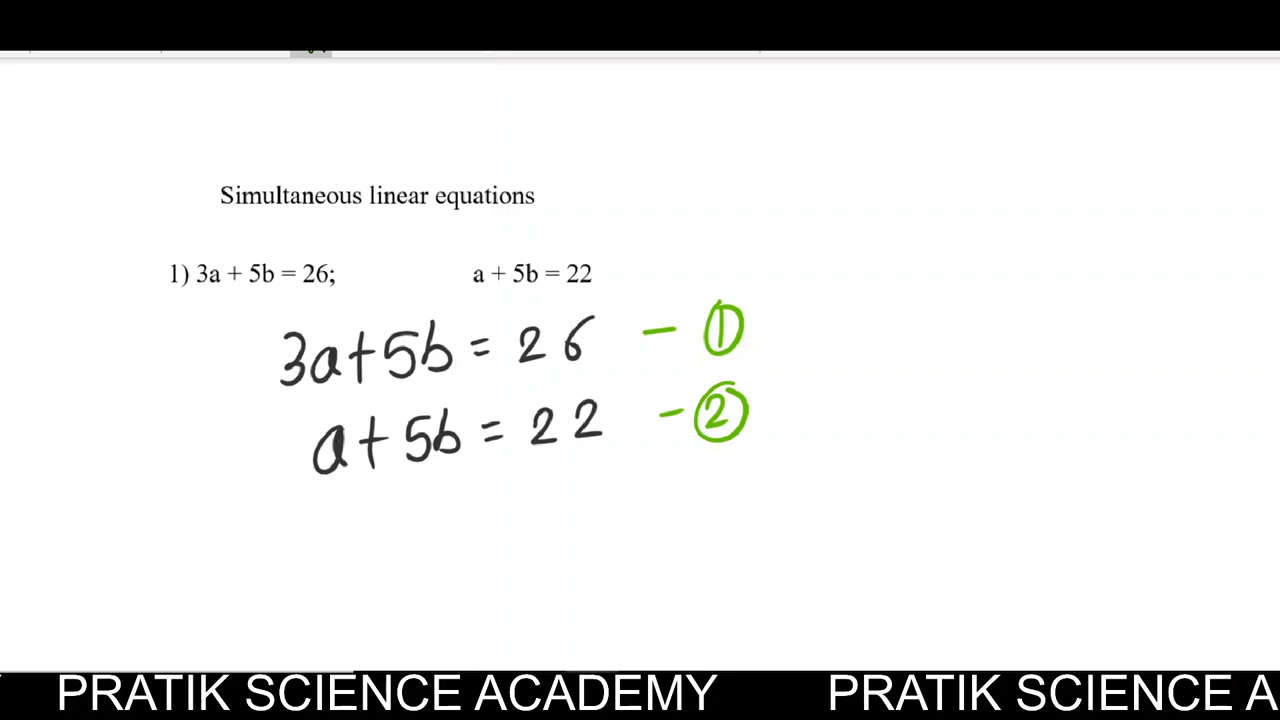 Simultaneous linear equations
1) 3a + 5b = 26; a + 5b = 22
3a+5b = 26 - ①
a+5b = 22 - ②
PRATIK SCIENCE ACADEMY PRATIK SCIENCE A